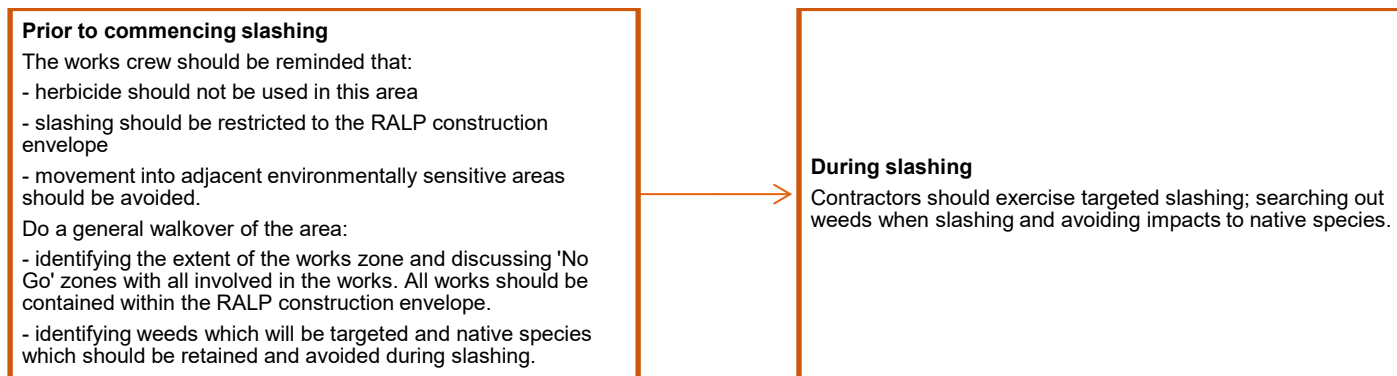 Prior to commencing slashing
The works crew should be reminded that:
- herbicide should not be used in this area
- slashing should be restricted to the RALP construction
envelope
- movement into adjacent environmentally sensitive areas
should be avoided.
Do a general walkover of the area:
- identifying the extent of the works zone and discussing 'No
Go' zones with all involved in the works. All works should be
contained within the RALP construction envelope.
- identifying weeds which will be targeted and native species
which should be retained and avoided during slashing.
During slashing
Contractors should exercise targeted slashing; searching out
weeds when slashing and avoiding impacts to native species.